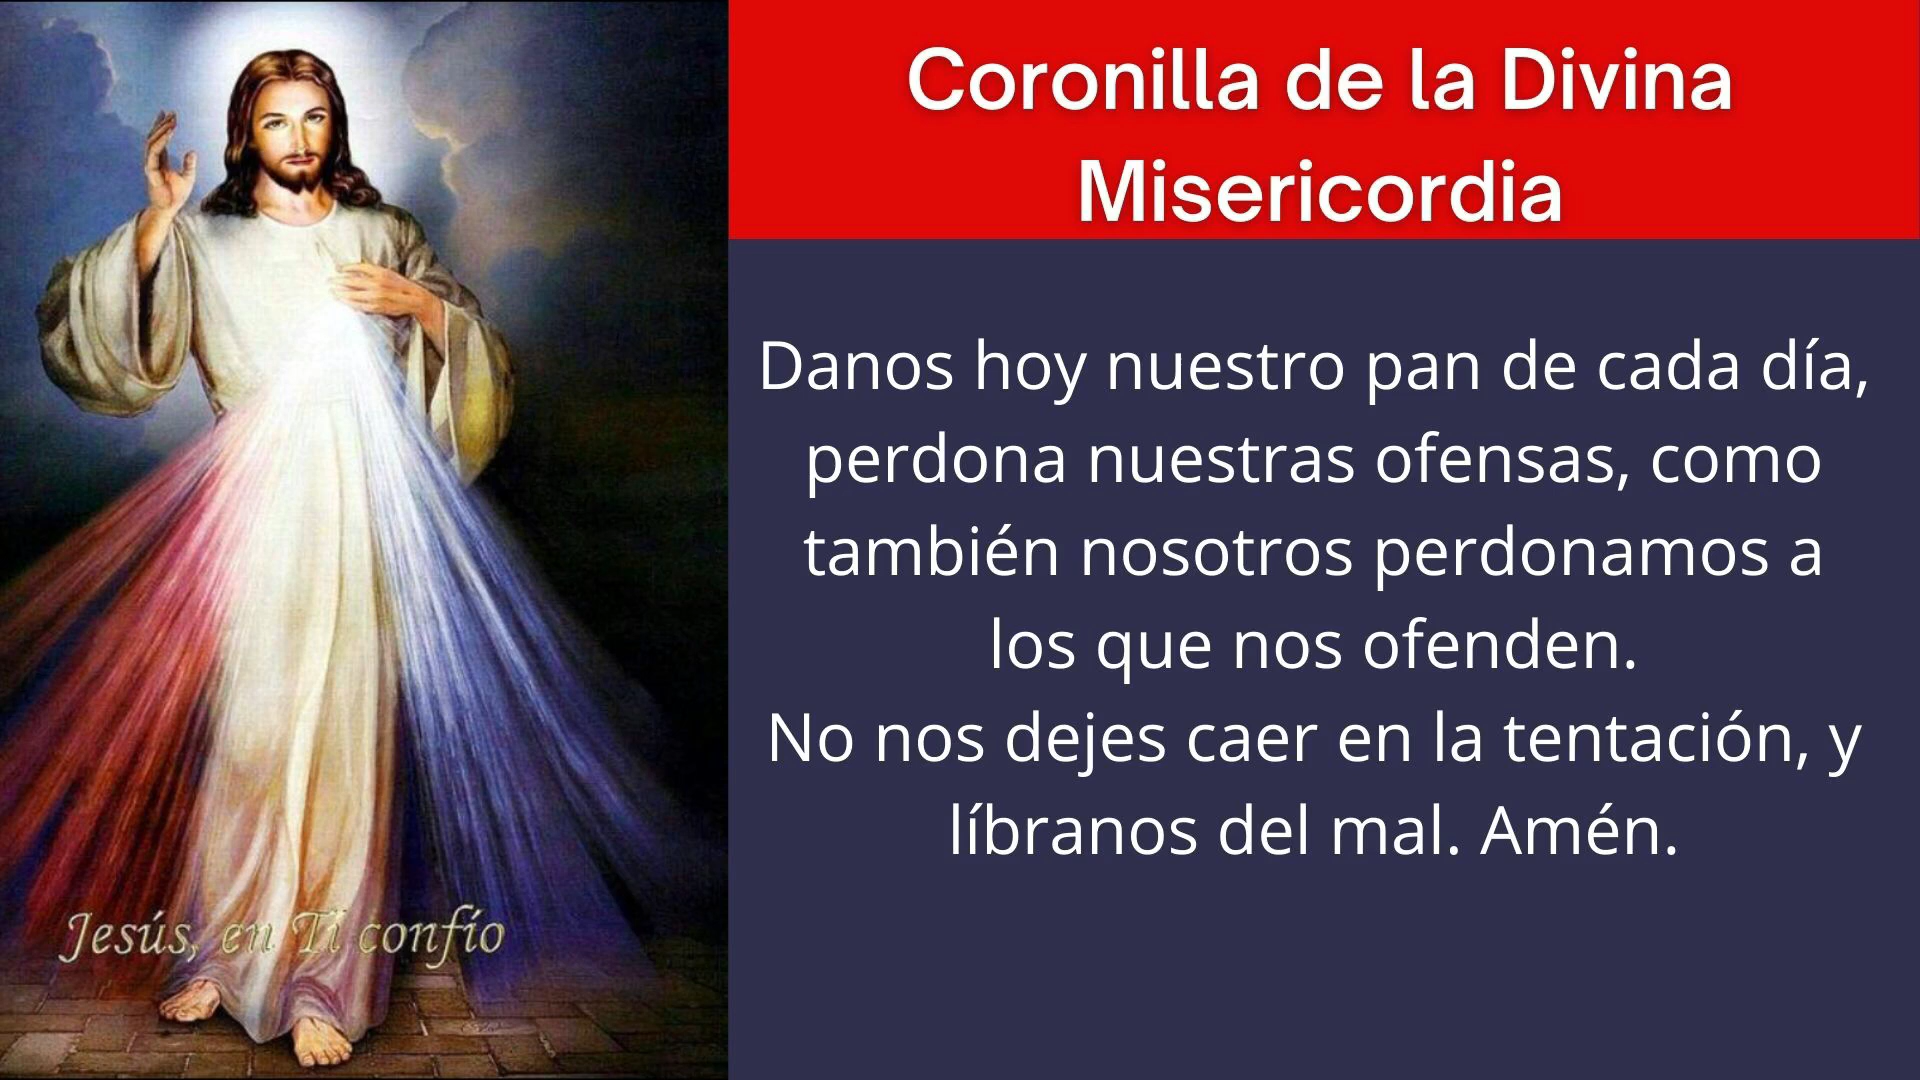 Coronilla de la Divina
Misericordia
Danos hoy nuestro pan de cada día,
perdona nuestras ofensas, como
también nosotros perdonamos a
los que nos ofenden.
No nos dejes caer en la tentación, y
líbranos del mal. Amén.
Jesús, en Ti confío